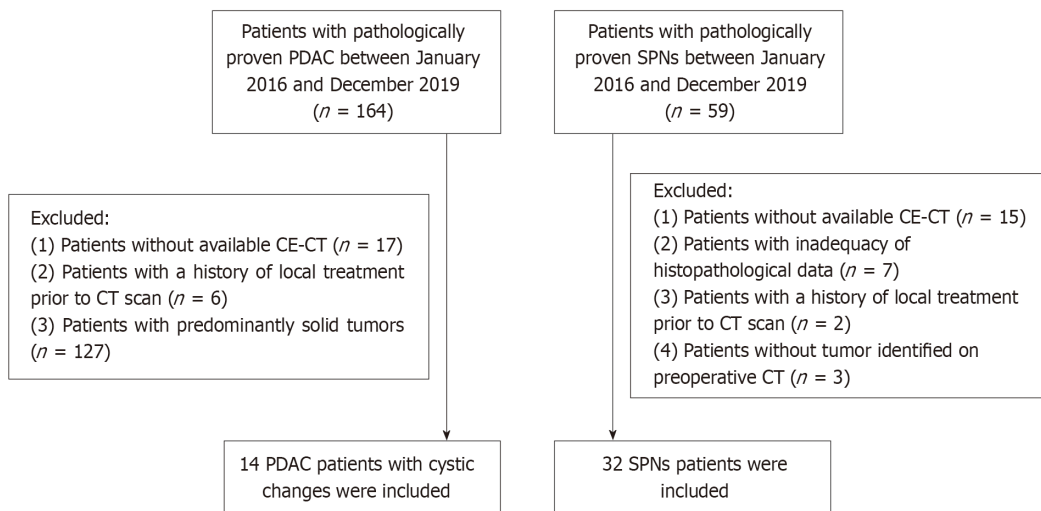 Patients with pathologically
proven PDAC between January
2016 and December 2019
(n = 164)
Patients with pathologically
proven SPNs between January
2016 and December 2019
(n = 59)
Excluded:
(1) Patients without available CE-CT (n = 17)
(2) Patients with a history of local treatment
prior to CT scan (n = 6)
(3) Patients with predominantly solid tumors
(n = 127)
Excluded:
(1) Patients without available CE-CT (n = 15)
(2) Patients with inadequacy of
histopathological data (n = 7)
(3) Patients with a history of local treatment
prior to CT scan (n = 2)
(4) Patients without tumor identified on
preoperative CT (n = 3)
14 PDAC patients with cystic
changes were included
32 SPNs patients were
included